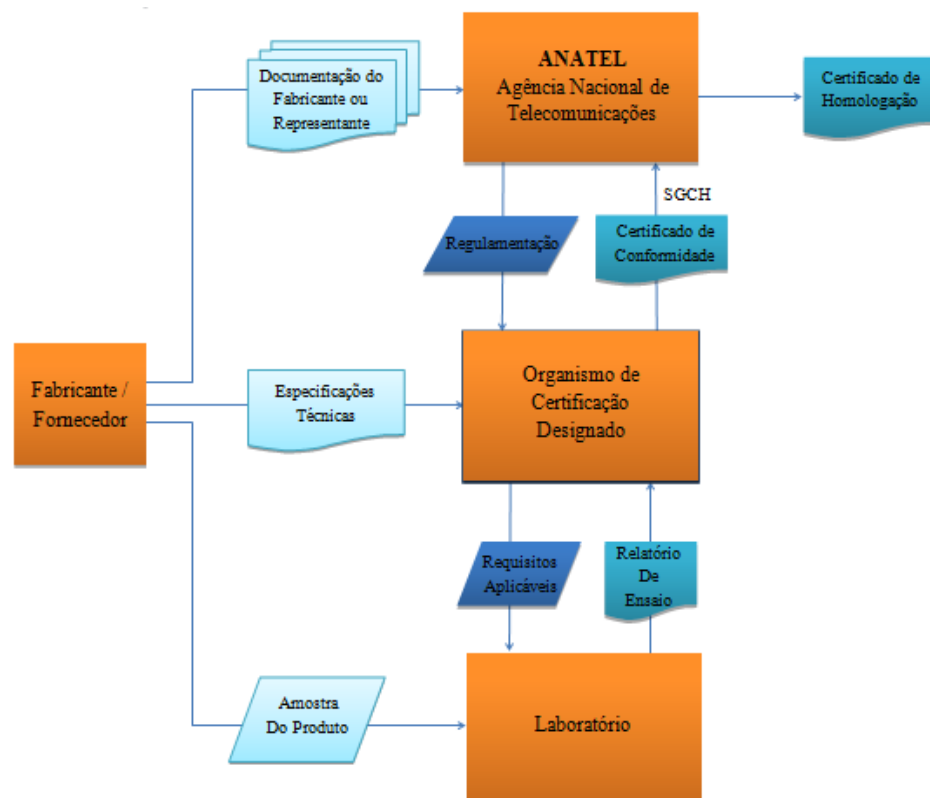 Documentação do
Fabricante ou
Representante
ANATEL
Agência Nacional de
Telecomunicações
Certificado de
Homologação
SGCH
Regulamentação
Certificado de
Conformidade
Fabricante /
Fornecedor
Especificações
Técnicas
Organismo de
Certificação
Designado
Requisitos
Aplicáveis
Relatório
De
Ensaio
Amostra
Do Produto
Laboratório